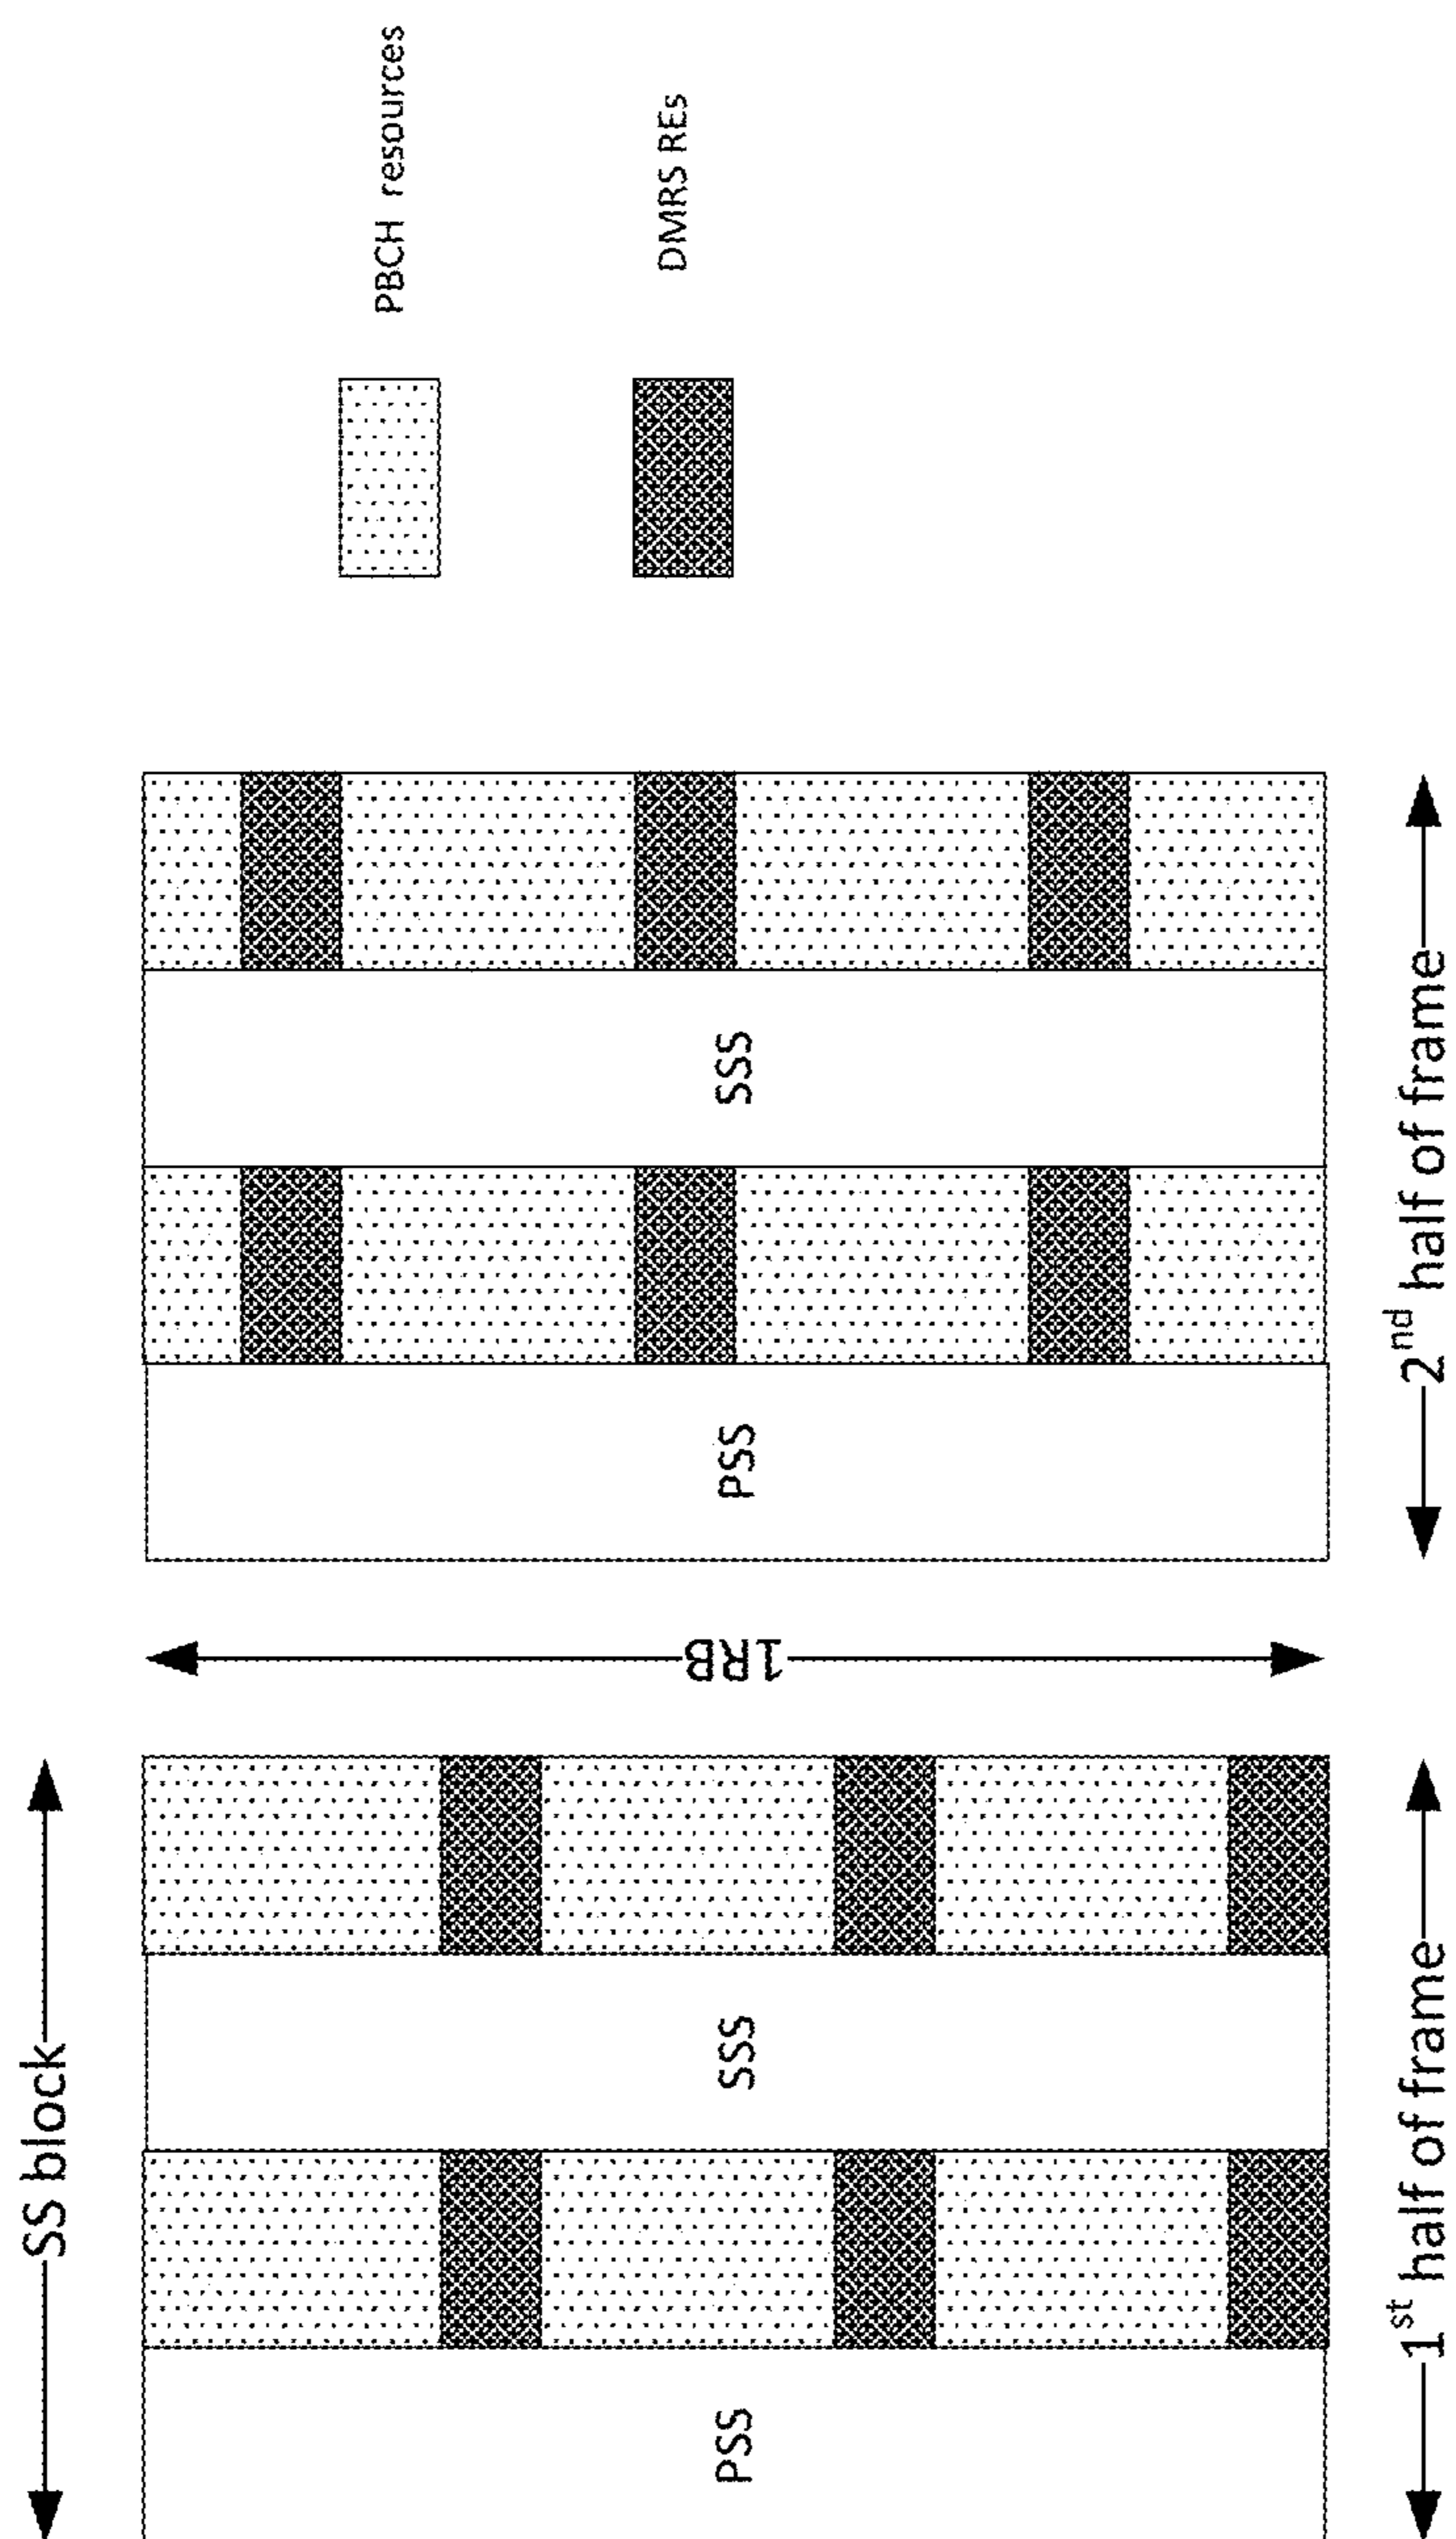 SS block
PSS
SSS
1st half of frame
1RB
PSS
SSS
2nd half of frame
PBCH resources
DMRS REs